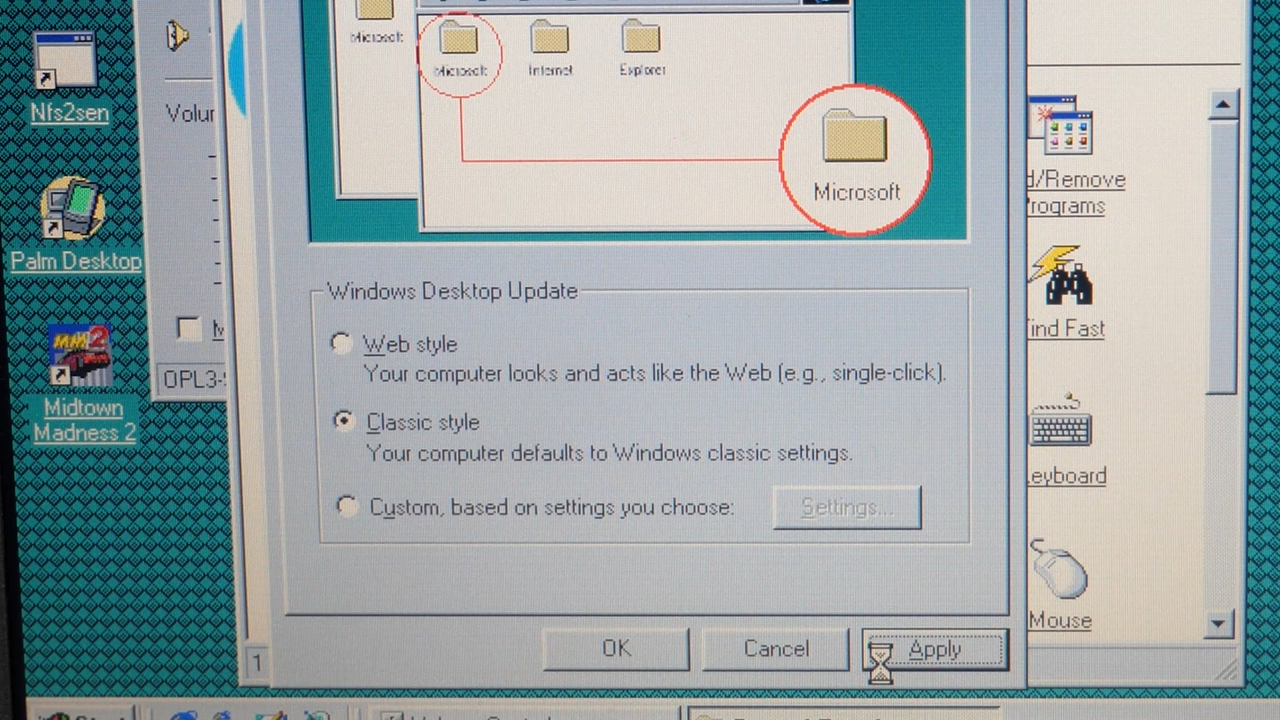 Nfs2sen
Palm Desktop
Midtown
Madness 2
Volu
OPL3-
Microsoft
Microsoft
Internet
Explorer
Microsoft
Windows Desktop Update
Web style
Your computer looks and acts like the Web (e.g., single-click).
Classic style
Your computer defaults to Windows classic settings.
Custom, based on settings you choose:
Settings...
1
OK
Cancel
Apply
d/Remove
rograms
ind Fast
eyboard
Mouse